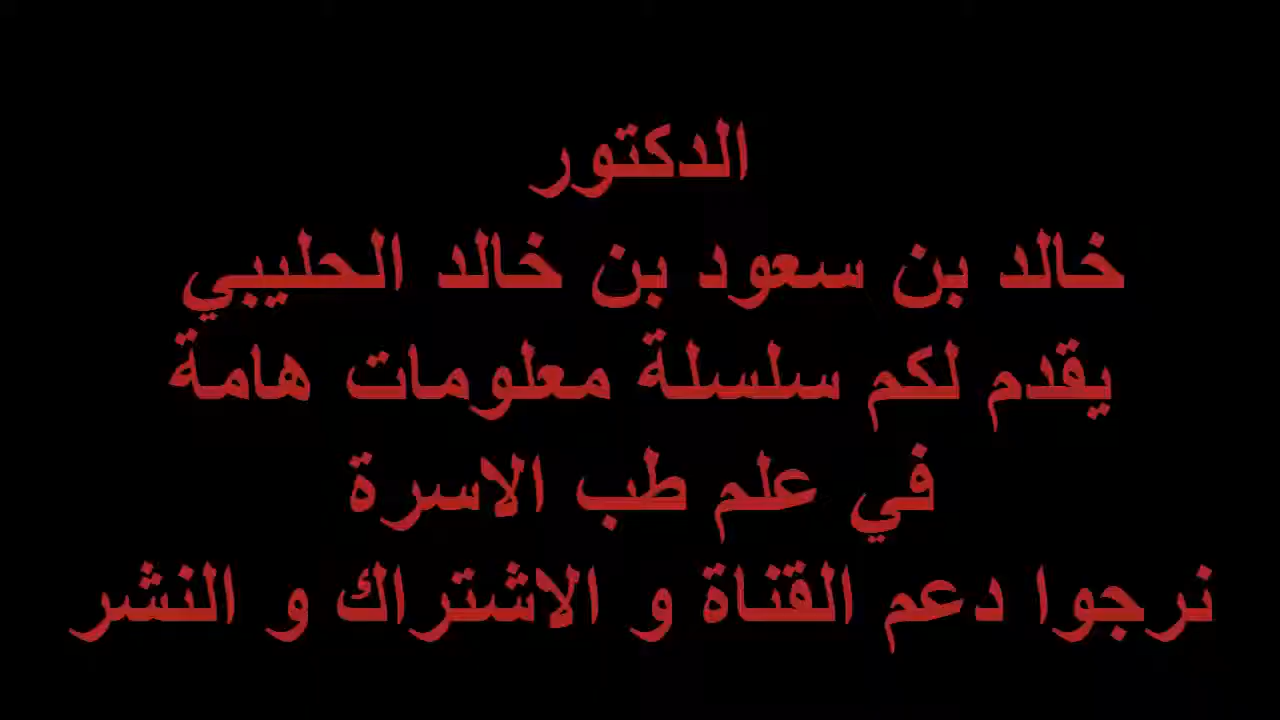 الدكتور
خالد بن سعود بن خالد الحليبي
يقدم لكم سلسلة معلومات هامة
في علم طب الاسرة
نرجوا دعم القناة و الاشتراك و النشر